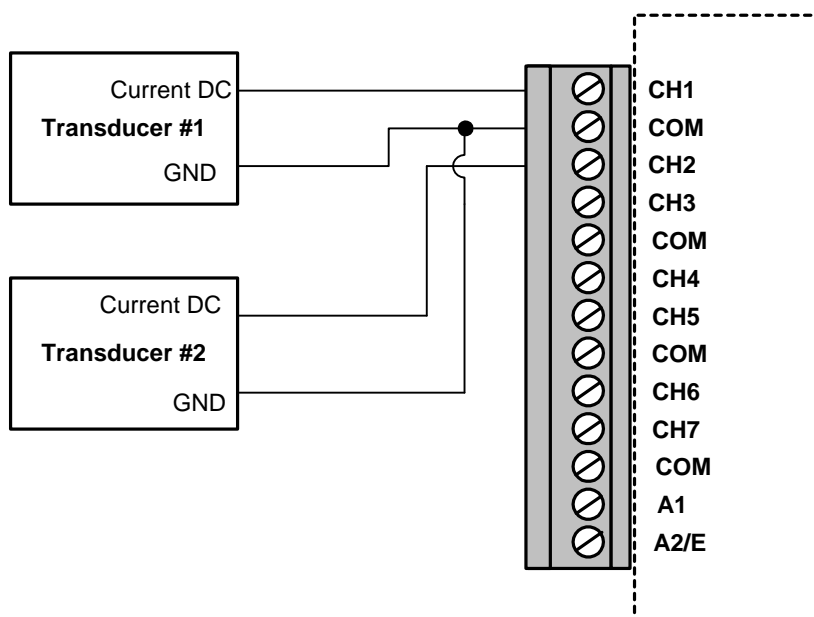 Current DC
Transducer #1
GND
Current DC
Transducer #2
GND
CH1
COM
CH2
CH3
COM
CH4
CH5
COM
CH6
CH7
COM
A1
A2/E